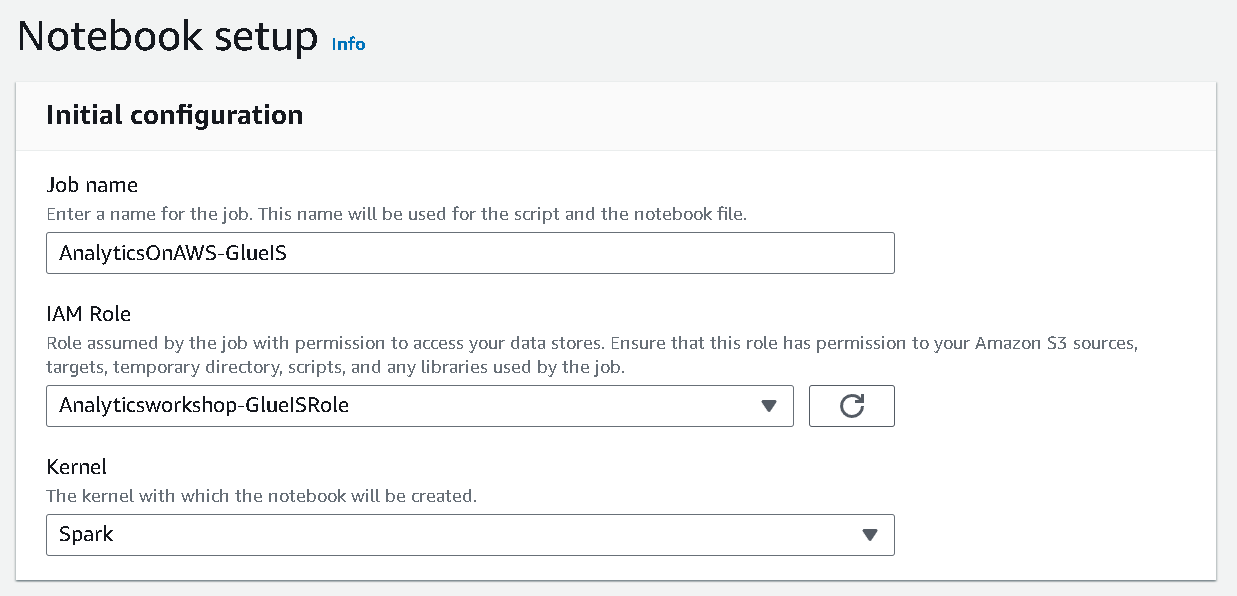 Notebook setup Info
Initial configuration
Job name
Enter a name for the job. This name will be used for the script and the notebook file.
AnalyticsOnAWS-GlueIS
IAM Role
Role assumed by the job with permission to access your data stores. Ensure that this role has permission to your Amazon S3 sources,
targets, temporary directory, scripts, and any libraries used by the job.
Analyticsworkshop-GlueISRole
Kernel
The kernel with which the notebook will be created.
Spark